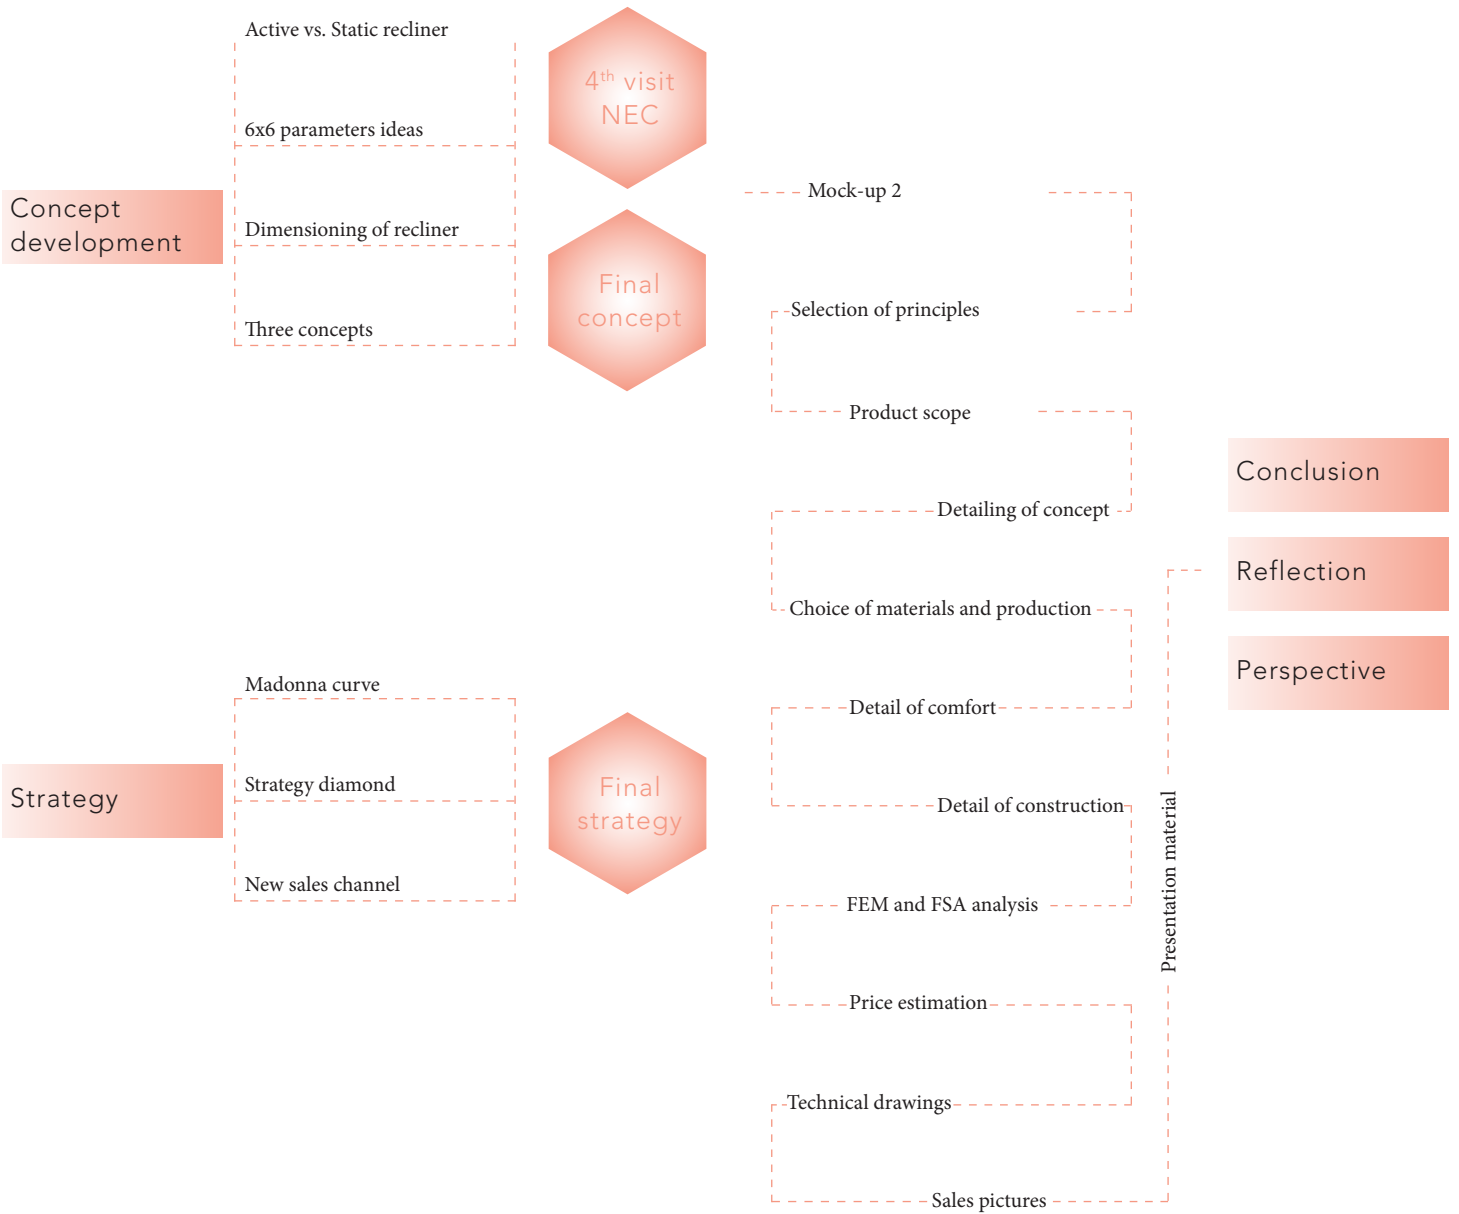 Active vs. Static recliner
6x6 parameters ideas
Concept
development
Dimensioning of recliner
Three concepts
4th visit
NEC
Final
concept
Madonna curve
Strategy
Strategy diamond
New sales channel
Final
strategy
Mock-up 2
Selection of principles
Product scope
Detailing of concept
Choice of materials and production
Detail of comfort
Detail of construction
FEM and FSA analysis
Price estimation
Technical drawings
Sales pictures
Presentation material
Conclusion
Reflection
Perspective